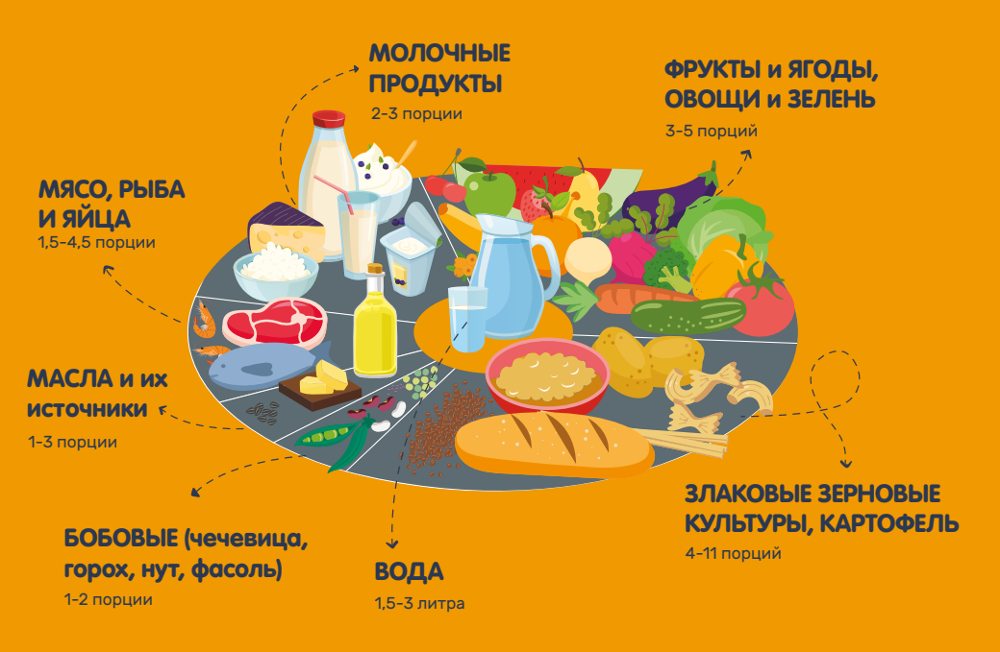 МОЛОЧНЫЕ
ПРОДУКТЫ
2-3 порции
ФРУКТЫ и ЯГОДЫ,
ОВОЩИ и ЗЕЛЕНЬ
3-5 порций
МЯСО, РЫБА
И ЯЙЦА
1,5-4,5 порции
МАСЛА и их
источники
1-3 порции
БОБОВЫЕ (чечевица,
горох, нут, фасоль)
1-2 порции
ВОДА
1,5-3 литра
ЗЛАКОВЫЕ ЗЕРНОВЫЕ
КУЛЬТУРЫ, КАРТОФЕЛЬ
4-11 порций